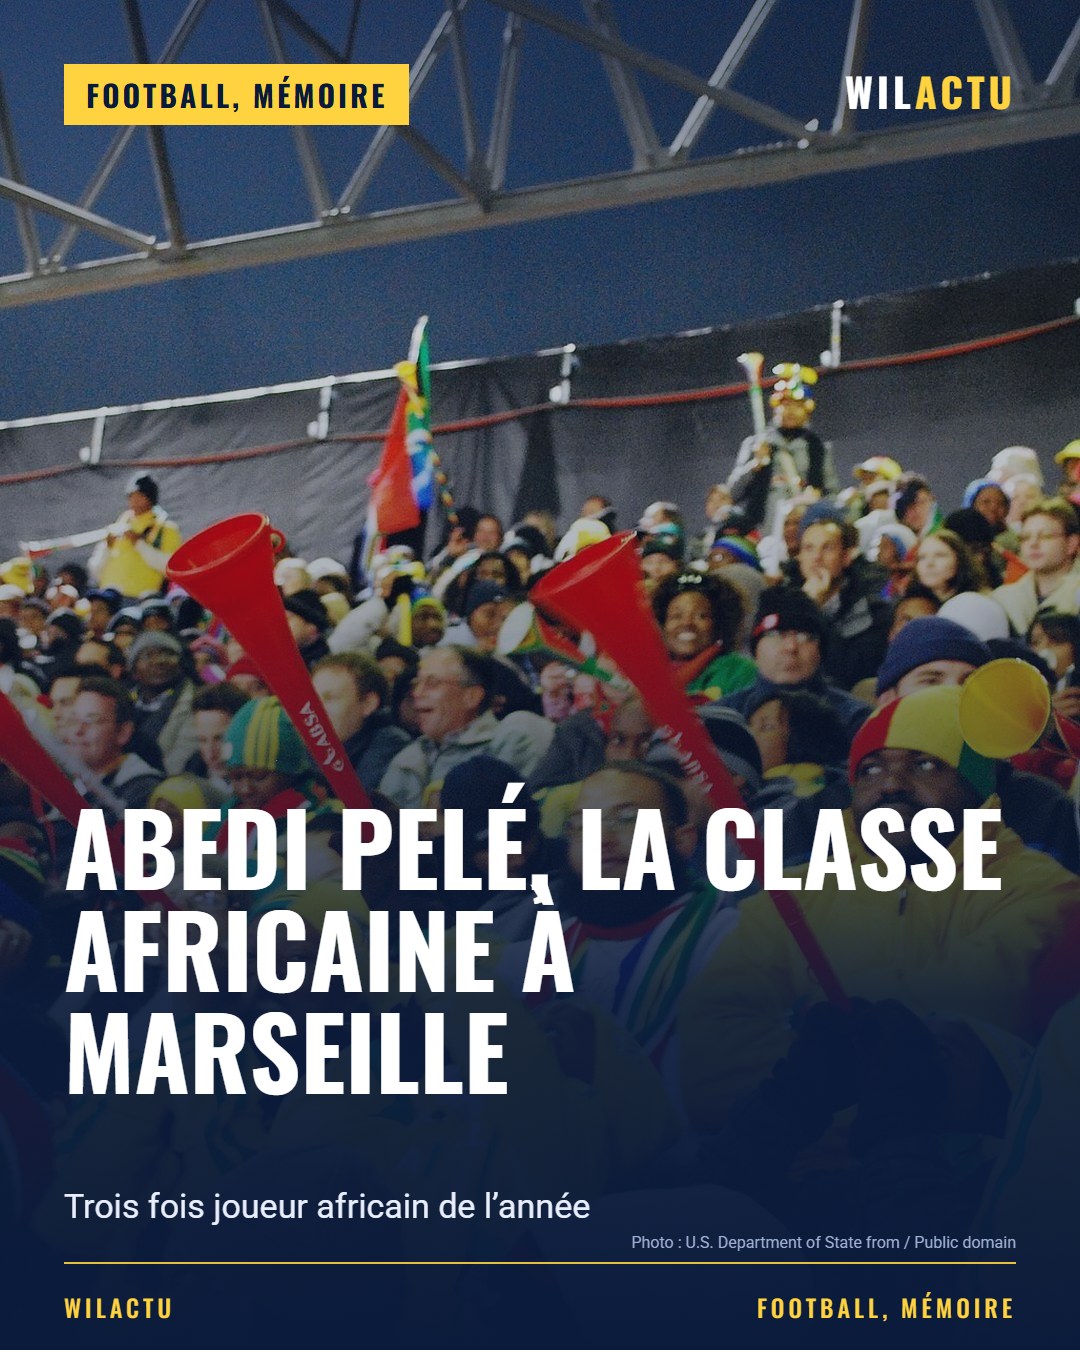 FOOTBALL, MÉMOIRE
WILACTU
ABSA
ABEDI PELÉ, LA CLASSE
AFRICAINE À
MARSEILLE
Trois fois joueur africain de l’année
Photo : U.S. Department of State from / Public domain
WILACTU
FOOTBALL, MÉMOIRE